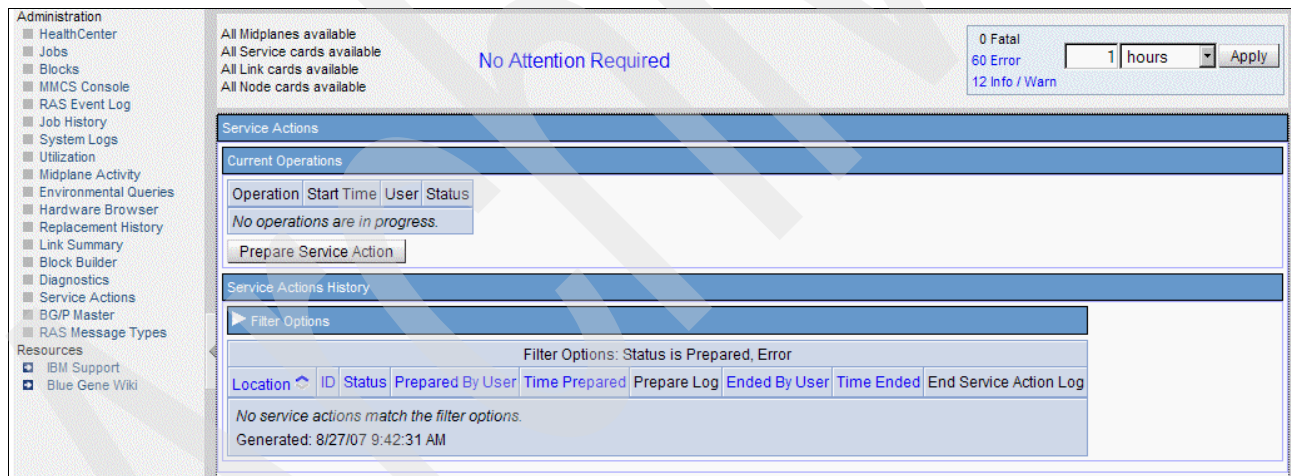 Administration
HealthCenter
Jobs
Blocks
MMCS Console
RAS Event Log
Job History
System Logs
Utilization
Midplane Activity
Environmental Queries
Hardware Browser
Replacement History
Link Summary
Block Builder
Diagnostics
Service Actions
BG/P Master
RAS Message Types
Resources
IBM Support
Blue Gene Wiki
All Midplanes available
All Service cards available
All Link cards available
All Node cards available
No Attention Required
0 Fatal
60 Error
12 Info / Warn
1 hours Apply
Service Actions
Current Operations
Operation Start Time User Status
No operations are in progress.
Prepare Service Action
Service Actions History
Filter Options
Filter Options: Status is Prepared, Error
Location ID Status Prepared By User Time Prepared Prepare Log Ended By User Time Ended End Service Action Log
No service actions match the filter options.
Generated: 8/27/07 9:42:31 AM